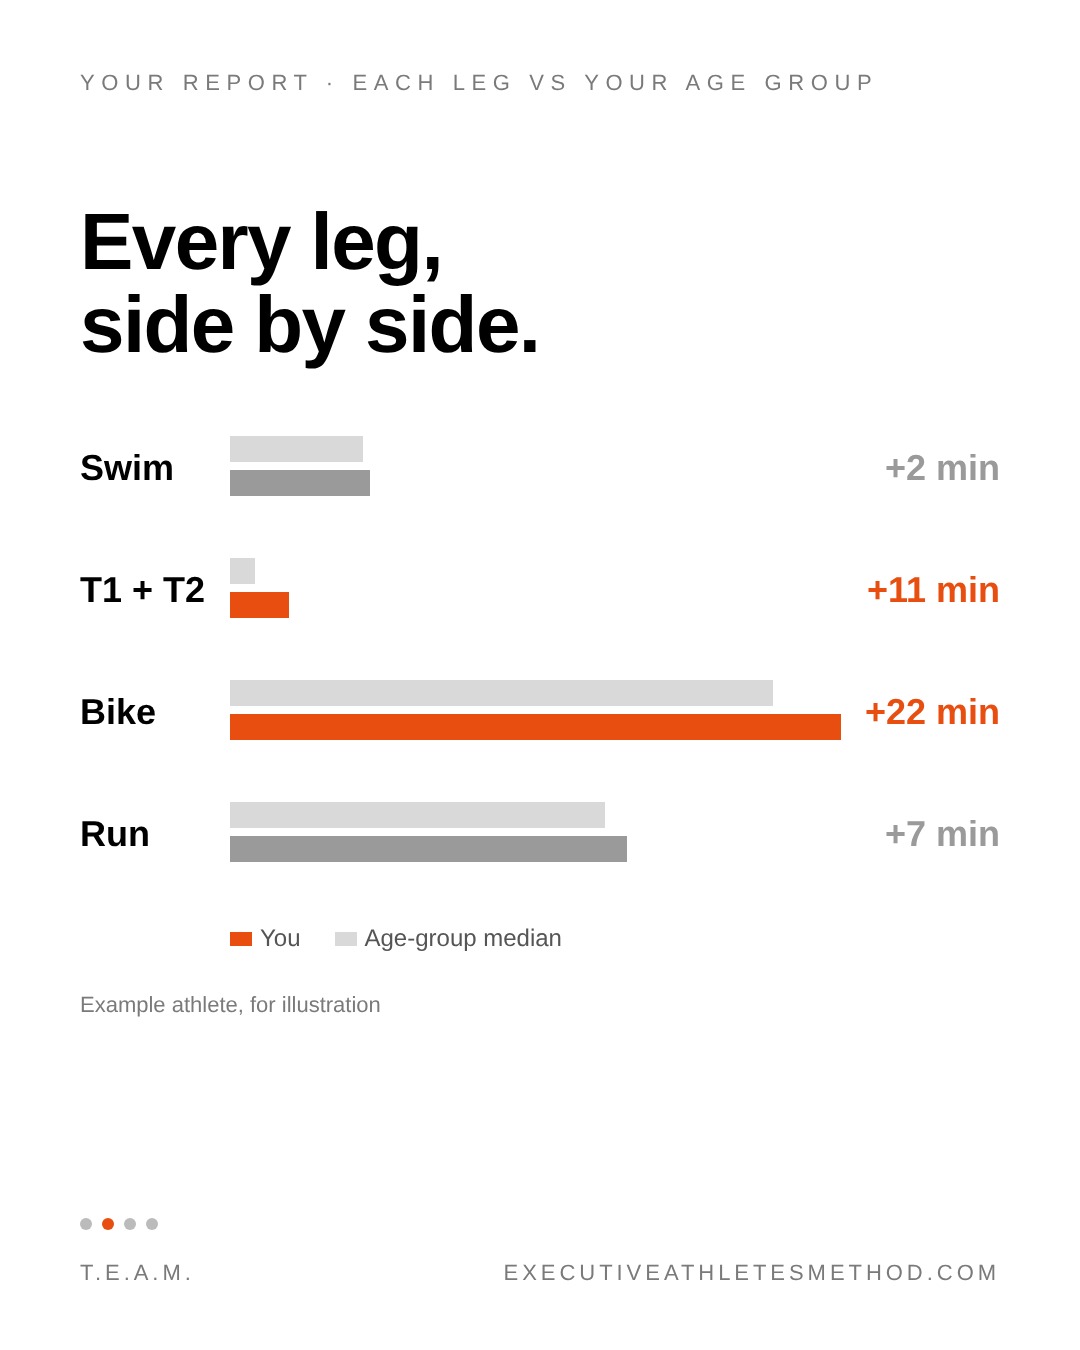 YOUR REPORT · EACH LEG VS YOUR AGE GROUP
Every leg,
side by side.
Swim +2 min
T1 + T2 +11 min
Bike +22 min
Run +7 min
You Age-group median
Example athlete, for illustration
T.E.A.M. EXECUTIVEATHLETESMETHOD.COM